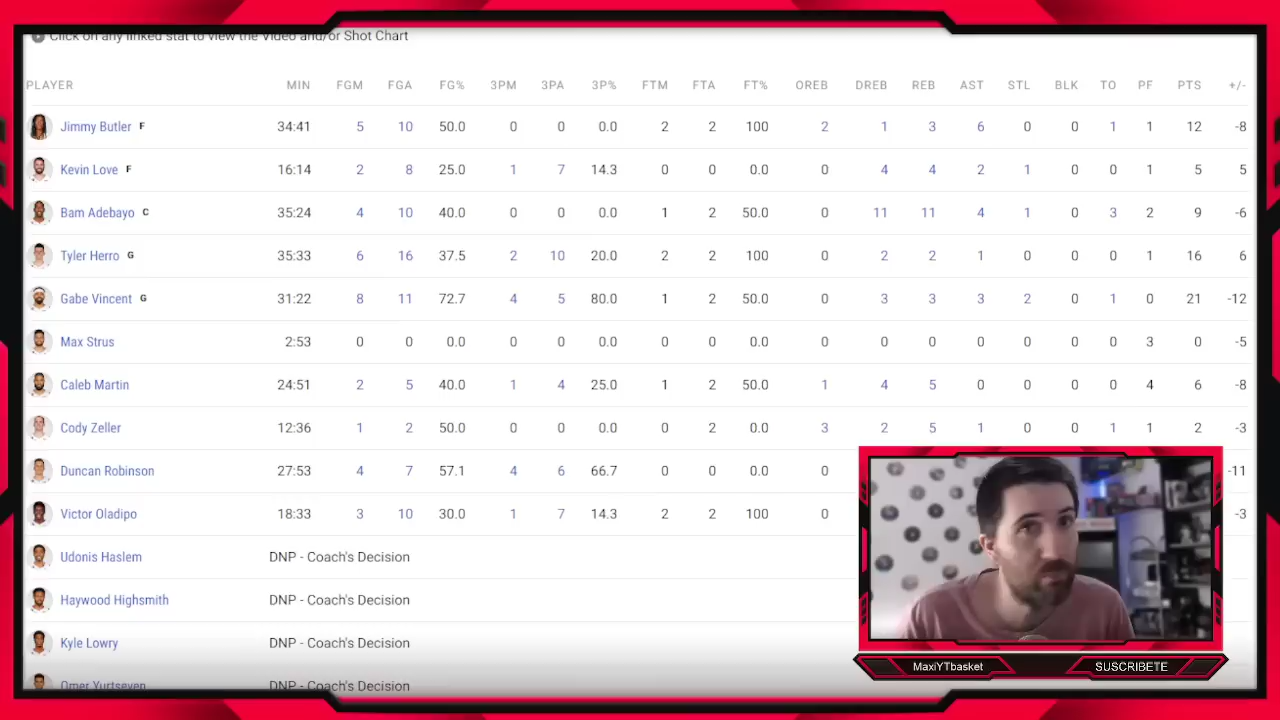 Click on any linked stat to view the Video and/or Shot Chart
PLAYER MIN FGM FGA FG% 3PM 3PA 3P% FTM FTA FT% OREB DREB REB AST STL BLK TO PF PTS +/-
Jimmy Butler F 34:41 5 10 50.0 0 0 0.0 2 2 100 2 1 3 6 0 0 1 1 12 -8
Kevin Love F 16:14 2 8 25.0 1 7 14.3 0 0 0.0 0 4 4 2 1 0 0 1 5 5
Bam Adebayo C 35:24 4 10 40.0 0 0 0.0 1 2 50.0 0 11 11 4 1 0 3 2 9 -6
Tyler Herro G 35:33 6 16 37.5 2 10 20.0 2 2 100 0 2 2 1 0 0 0 1 16 6
Gabe Vincent G 31:22 8 11 72.7 4 5 80.0 1 2 50.0 0 3 3 3 2 0 1 0 21 -12
Max Strus 2:53 0 0 0.0 0 0 0.0 0 0 0.0 0 0 0 0 0 0 0 3 0 -5
Caleb Martin 24:51 2 5 40.0 1 4 25.0 1 2 50.0 1 4 5 0 0 0 0 4 6 -8
Cody Zeller 12:36 1 2 50.0 0 0 0.0 0 2 0.0 3 2 5 1 0 0 1 1 2 -3
Duncan Robinson 27:53 4 7 57.1 4 6 66.7 0 0 0.0 0 -11
Victor Oladipo 18:33 3 10 30.0 1 7 14.3 2 2 100 0 -3
Udonis Haslem DNP - Coach's Decision
Haywood Highsmith DNP - Coach's Decision
Kyle Lowry DNP - Coach's Decision
Omer Yurtseven DNP - Coach's Decision
MaxiYTbasket SUSCRIBETE